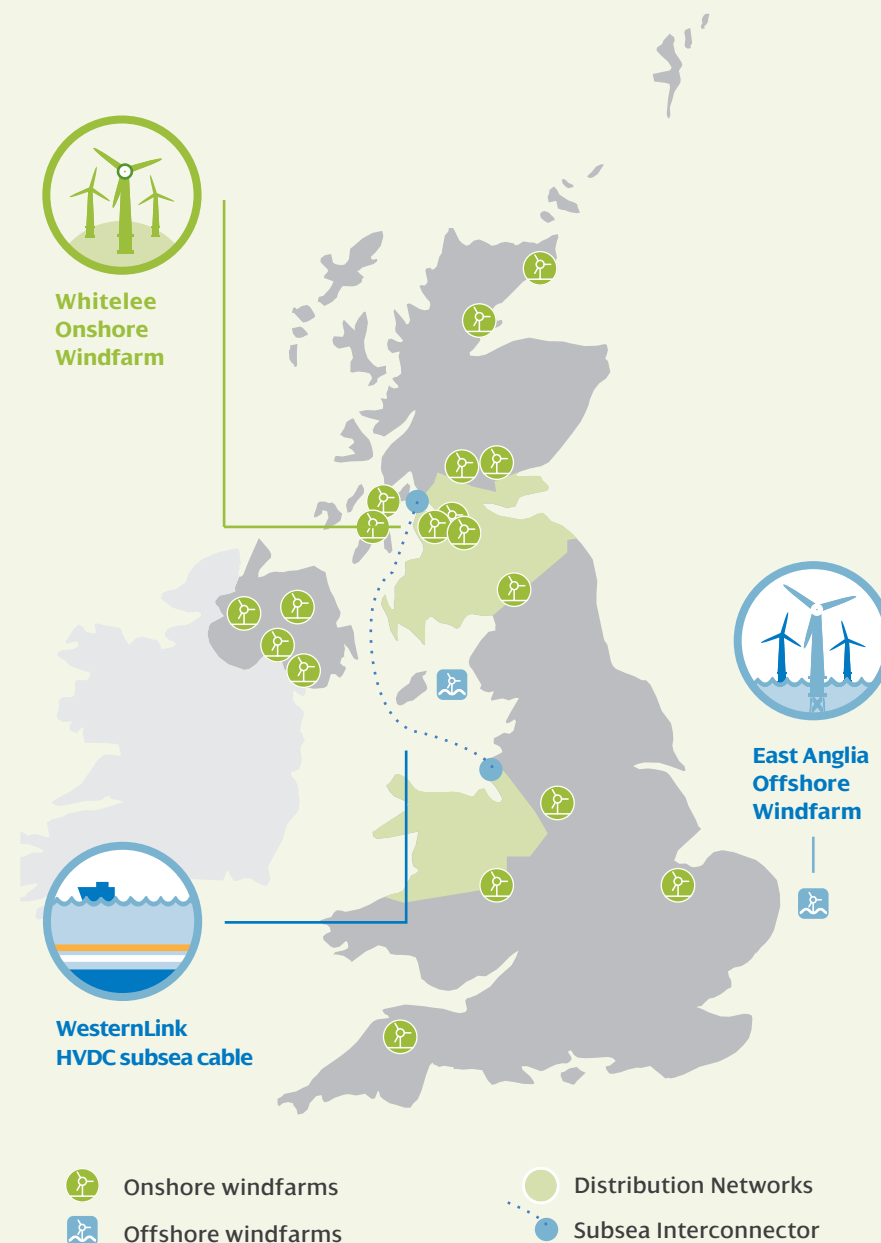 Whitelee
Onshore
Windfarm
East Anglia
Offshore
Windfarm
WesternLink
HVDC subsea cable
Onshore windfarms
Offshore windfarms
Distribution Networks
Subsea Interconnector